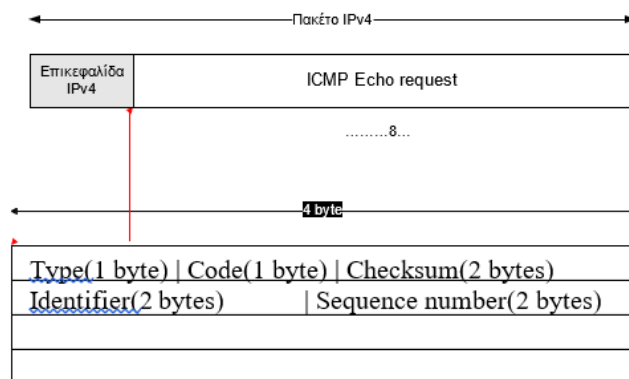 Πακέτο IPv4
Επικεφαλίδα
IPv4
ICMP Echo request
.........8...
4 byte
Type(1 byte) | Code(1 byte) | Checksum(2 bytes)
Identifier(2 bytes) | Sequence number(2 bytes)